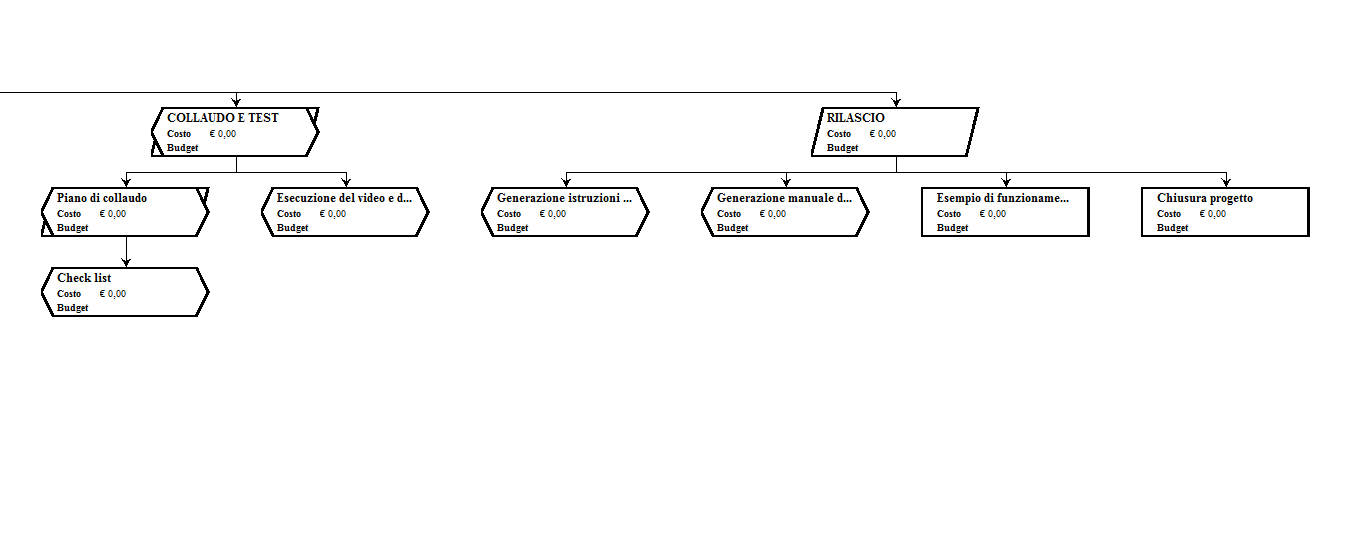 COLLAUDO E TEST
Costo € 0,00
Budget
RILASCIO
Costo € 0,00
Budget
Piano di collaudo
Costo € 0,00
Budget
Esecuzione del video e d...
Costo € 0,00
Budget
Generazione istruzioni ...
Costo € 0,00
Budget
Generazione manuale d...
Costo € 0,00
Budget
Esempio di funzioname...
Costo € 0,00
Budget
Chiusura progetto
Costo € 0,00
Budget
Check list
Costo € 0,00
Budget